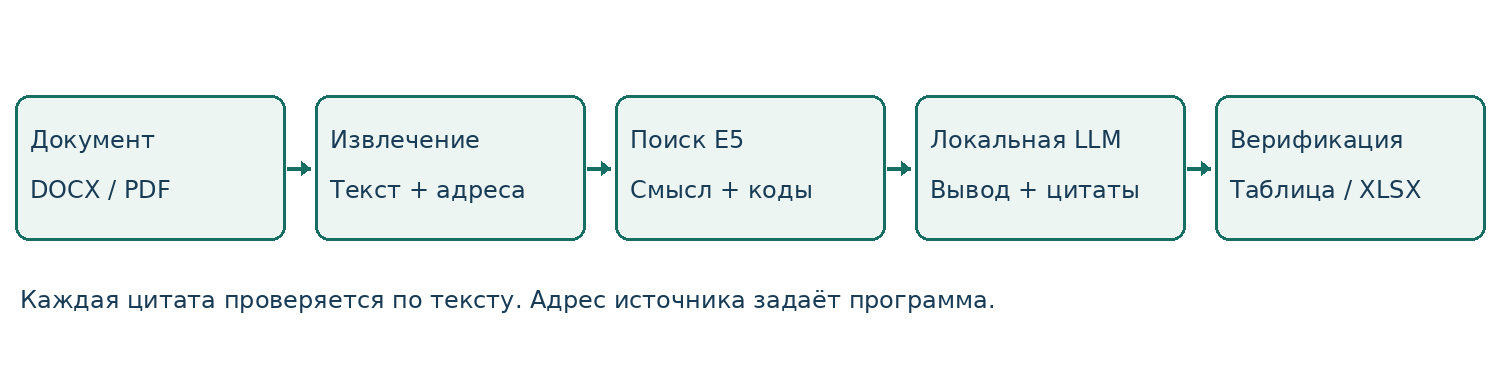 Документ
DOCX / PDF
Извлечение
Текст + адреса
Поиск E5
Смысл + коды
Локальная LLM
Вывод + цитаты
Верификация
Таблица / XLSX
Каждая цитата проверяется по тексту. Адрес источника задаёт программа.